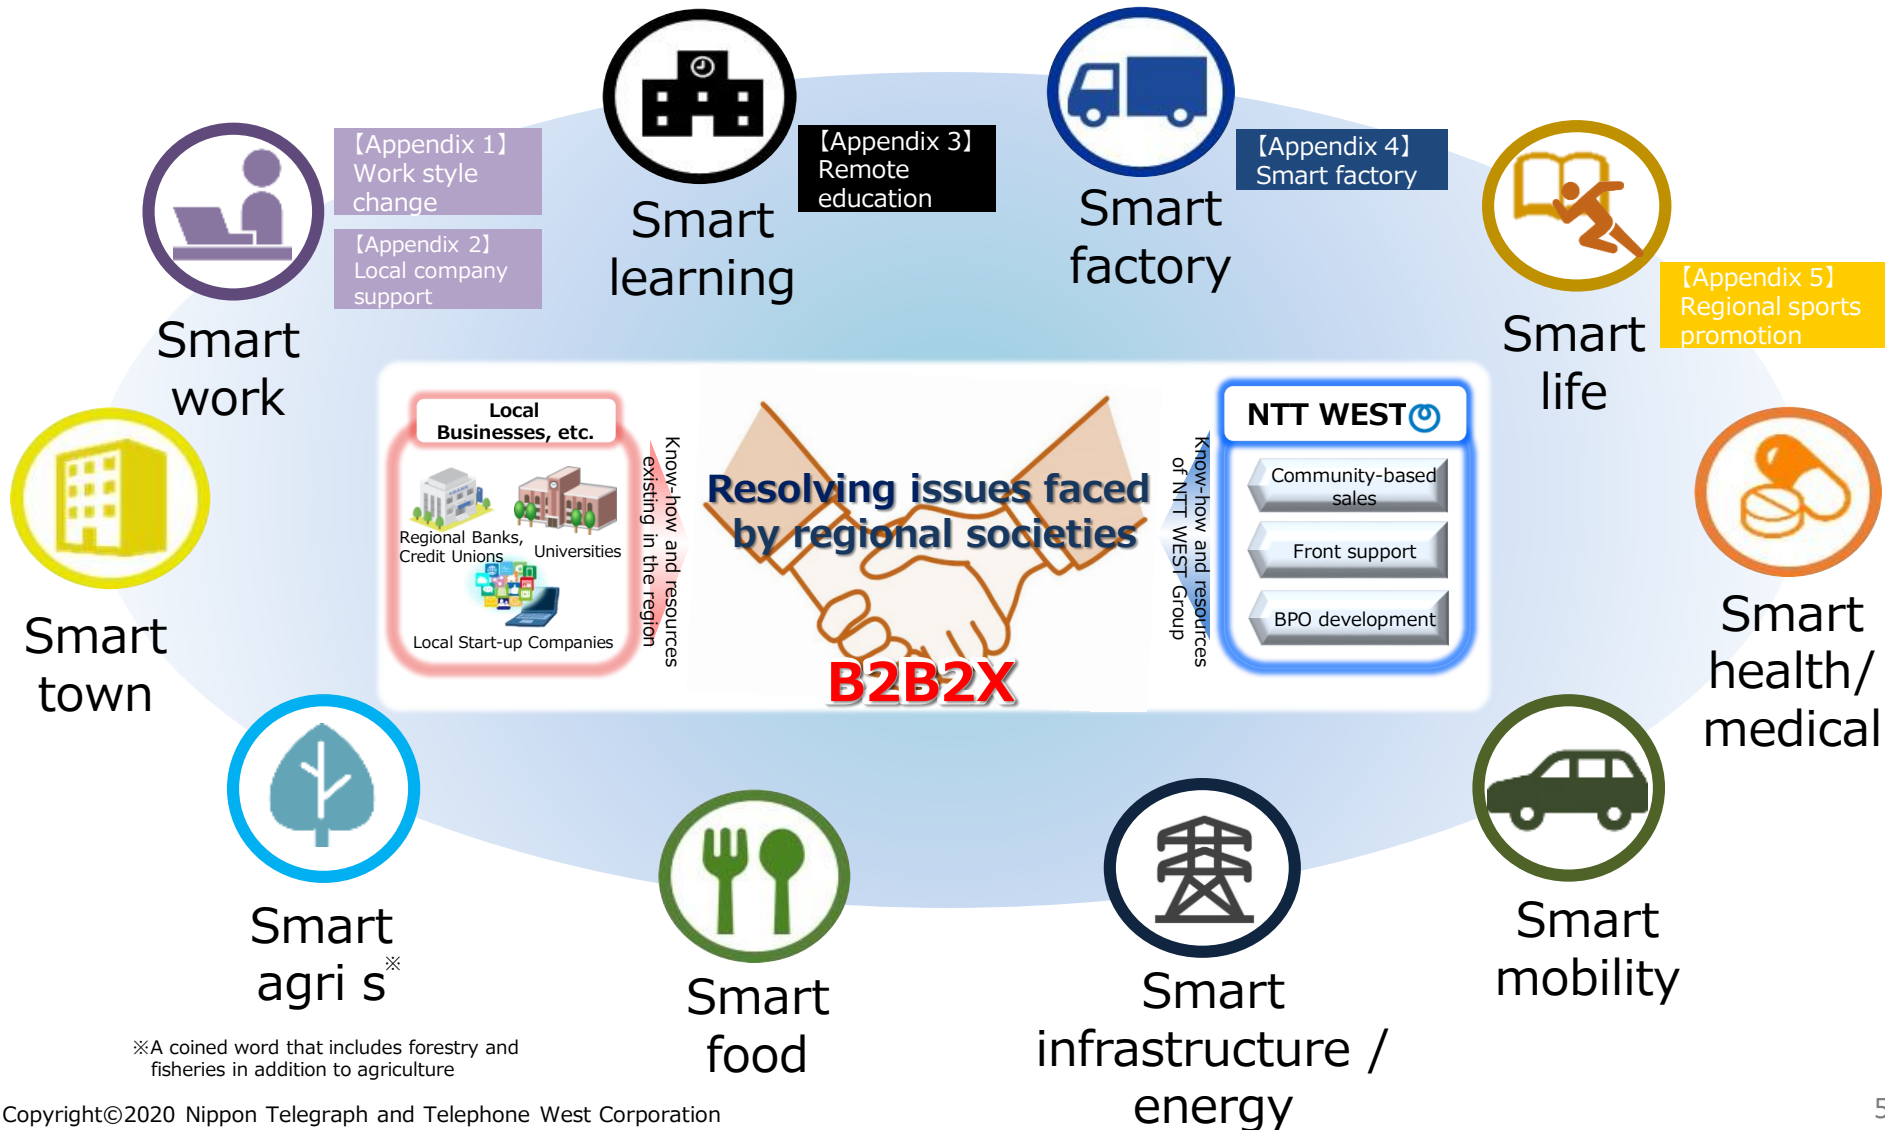 【Appendix 1】
Work style
change
【Appendix 2】
Local company
support
Smart
work
Smart
learning
【Appendix 3】
Remote
education
Smart
factory
【Appendix 4】
Smart factory
Smart
life
【Appendix 5】
Regional sports
promotion
Smart
town
Local
Businesses, etc.
Regional Banks,
Credit Unions
Universities
Local Start-up Companies
Know-how and resources
existing in the region
Resolving issues faced
by regional societies
B2B2X
Know-how and resources
of NTT WEST Group
NTT WEST
Community-based
sales
Front support
BPO development
Smart
health/
medical
Smart
agri s※
Smart
food
Smart
infrastructure /
energy
Smart
mobility
※A coined word that includes forestry and
fisheries in addition to agriculture
Copyright©2020 Nippon Telegraph and Telephone West Corporation
5